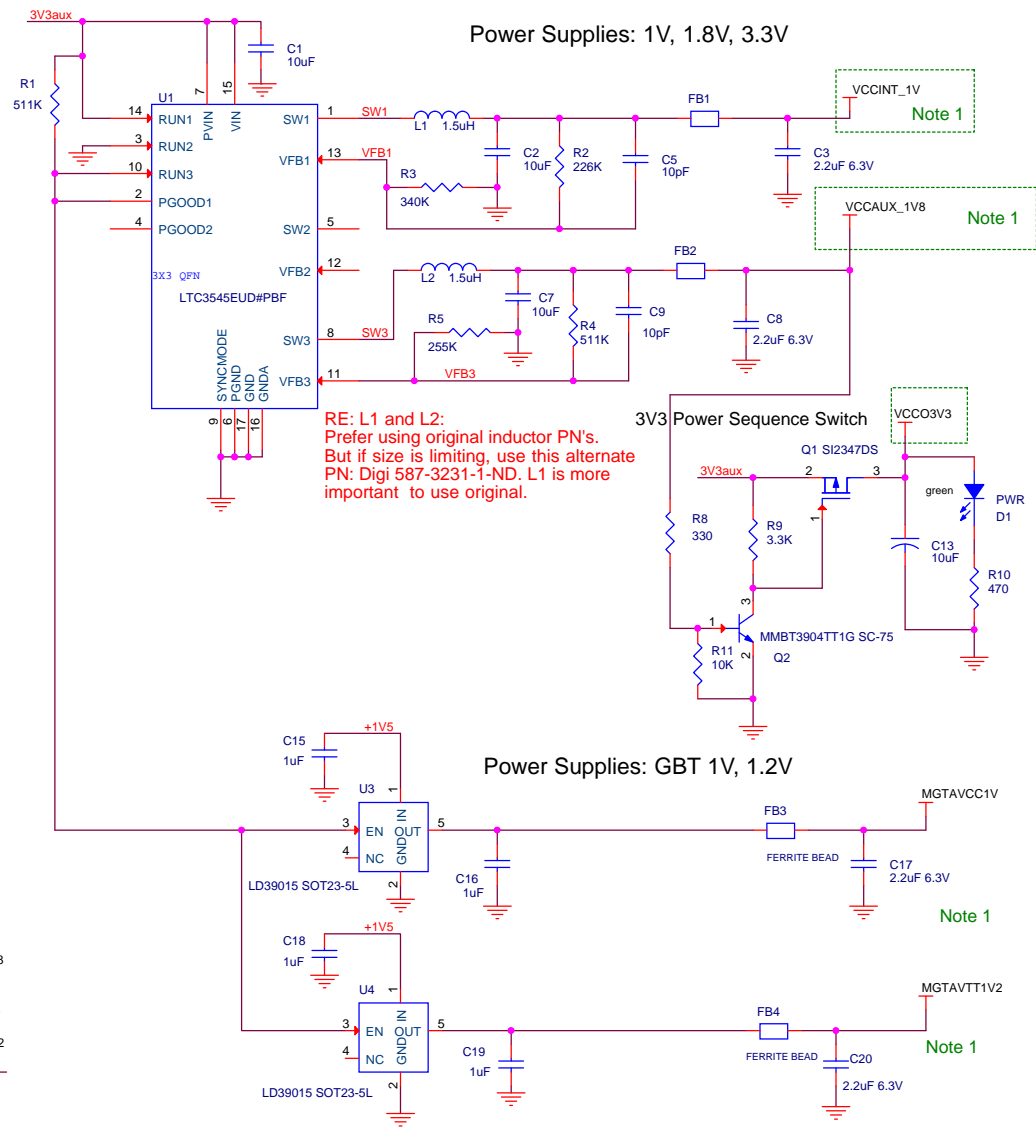 3V3aux
Power Supplies: 1V, 1.8V, 3.3V
C1
10uF
R1
511K
U1
7
15
PVIN
VIN
14
RUN1
3
RUN2
10
RUN3
2
PGOOD1
4
PGOOD2
SW1
1
SW1
VFB1
13
VFB1
SW2
5
VFB2
12
SW3
8
SW3
VFB3
11
VFB3
3X3 QFN
LTC3545EUD#PBF
SYNCMODE
PGND
GND
GNDA
9
6
17
16
L1
1.5uH
C2
10uF
R2
226K
C5
10pF
R3
340K
FB1
C3
2.2uF 6.3V
VCCINT_1V
Note 1
VCCAUX_1V8
Note 1
L2
1.5uH
C7
10uF
R4
511K
C9
10pF
R5
255K
FB2
C8
2.2uF 6.3V
RE: L1 and L2:
Prefer using original inductor PN's.
But if size is limiting, use this alternate
PN: Digi 587-3231-1-ND. L1 is more
important to use original.
3V3 Power Sequence Switch
VCCO3V3
3V3aux
Q1 SI2347DS
2
3
1
green
PWR
D1
R8
330
R9
3.3K
C13
10uF
R10
470
3
1
2
MMBT3904TT1G SC-75
Q2
R11
10K
Power Supplies: GBT 1V, 1.2V
+1V5
C15
1uF
U3
1
3
EN
IN
OUT
5
4
NC
GND
2
LD39015 SOT23-5L
C16
1uF
FB3
FERRITE BEAD
C17
2.2uF 6.3V
MGTAVCC1V
Note 1
+1V5
C18
1uF
U4
1
3
EN
IN
OUT
5
4
NC
GND
2
LD39015 SOT23-5L
C19
1uF
FB4
FERRITE BEAD
C20
2.2uF 6.3V
MGTAVTT1V2
Note 1
2